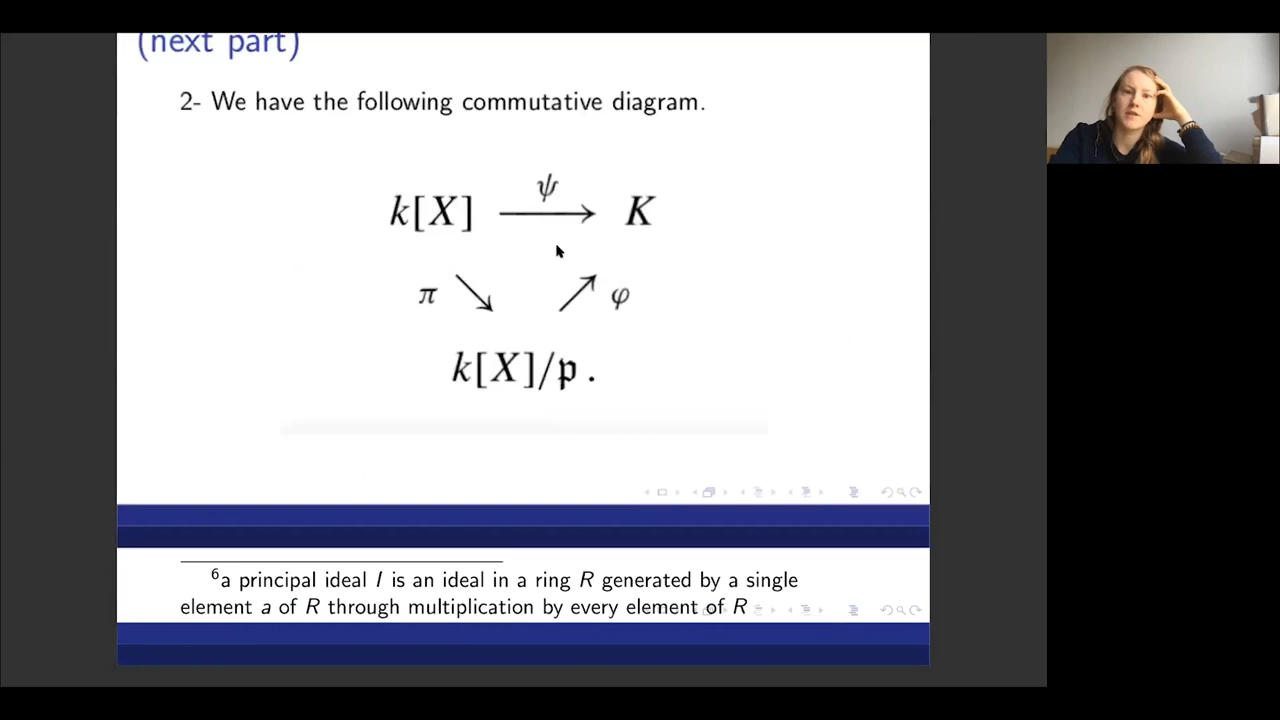 (next part)
2- We have the following commutative diagram.
ψ
k[X] → K
π ↘ ↗ φ
k[X]/𝔭 .
⁶a principal ideal I is an ideal in a ring R generated by a single
element a of R through multiplication by every element of R